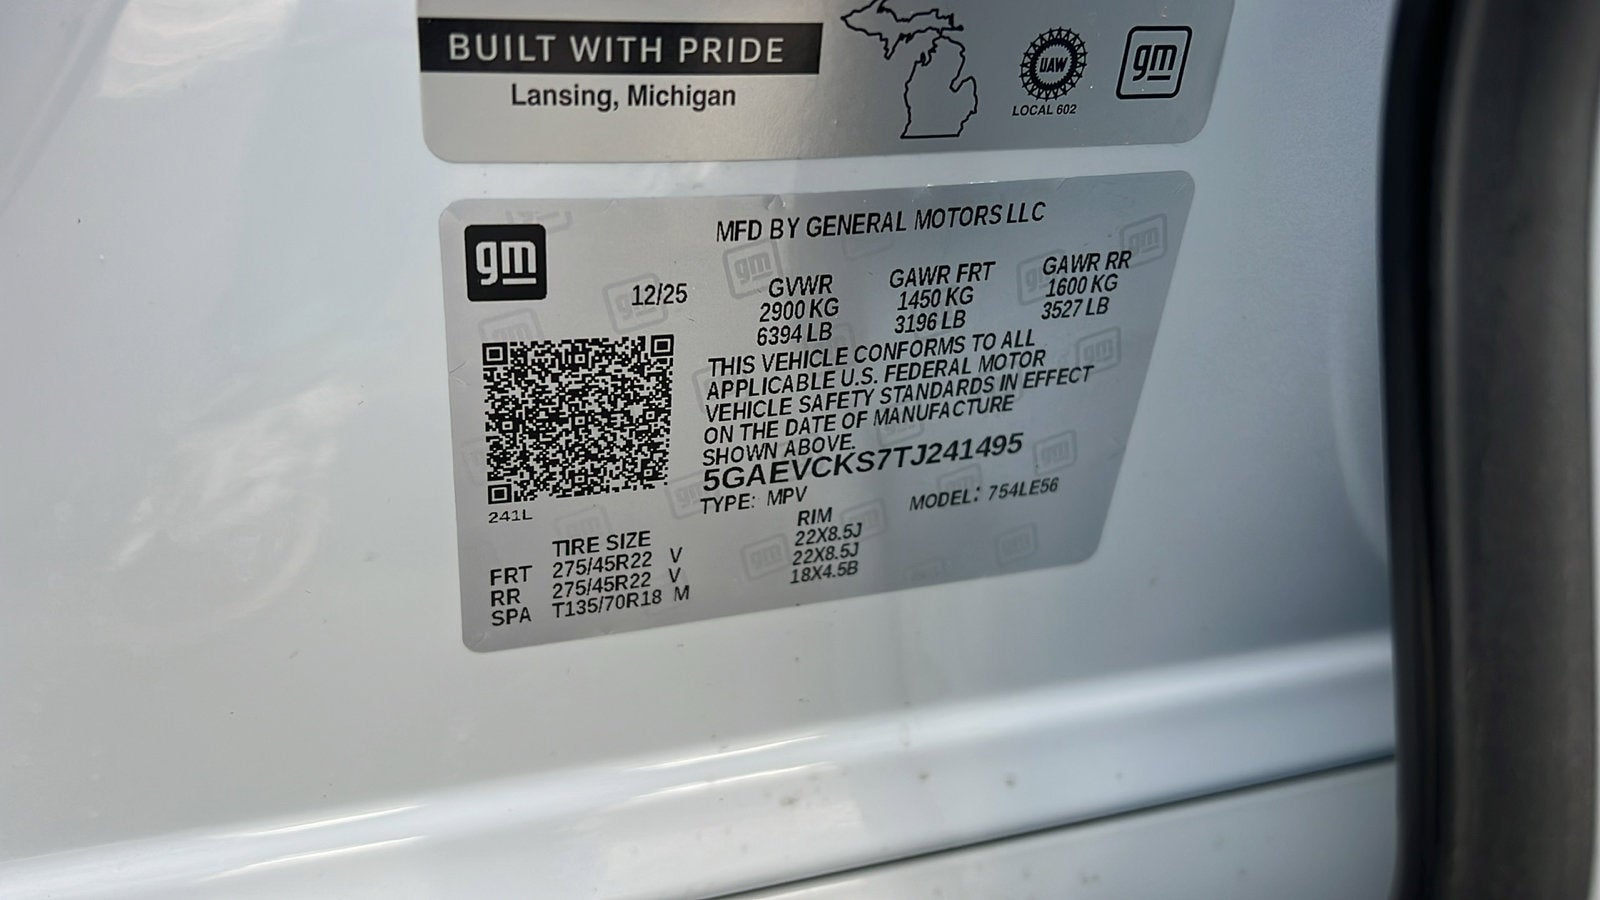 BUILT WITH PRIDE
Lansing, Michigan
UAW
LOCAL 602
gm
gm
MFD BY GENERAL MOTORS LLC
12/25
GVWR
2900 KG
6394 LB
GAWR FRT
1450 KG
3196 LB
GAWR RR
1600 KG
3527 LB
THIS VEHICLE CONFORMS TO ALL
APPLICABLE U.S. FEDERAL MOTOR
VEHICLE SAFETY STANDARDS IN EFFECT
ON THE DATE OF MANUFACTURE
SHOWN ABOVE.
5GAEVCKS7TJ241495
TYPE: MPV MODEL: 754LE56
241L
TIRE SIZE RIM
FRT 275/45R22 V 22X8.5J
RR 275/45R22 V 22X8.5J
SPA T135/70R18 M 18X4.5B